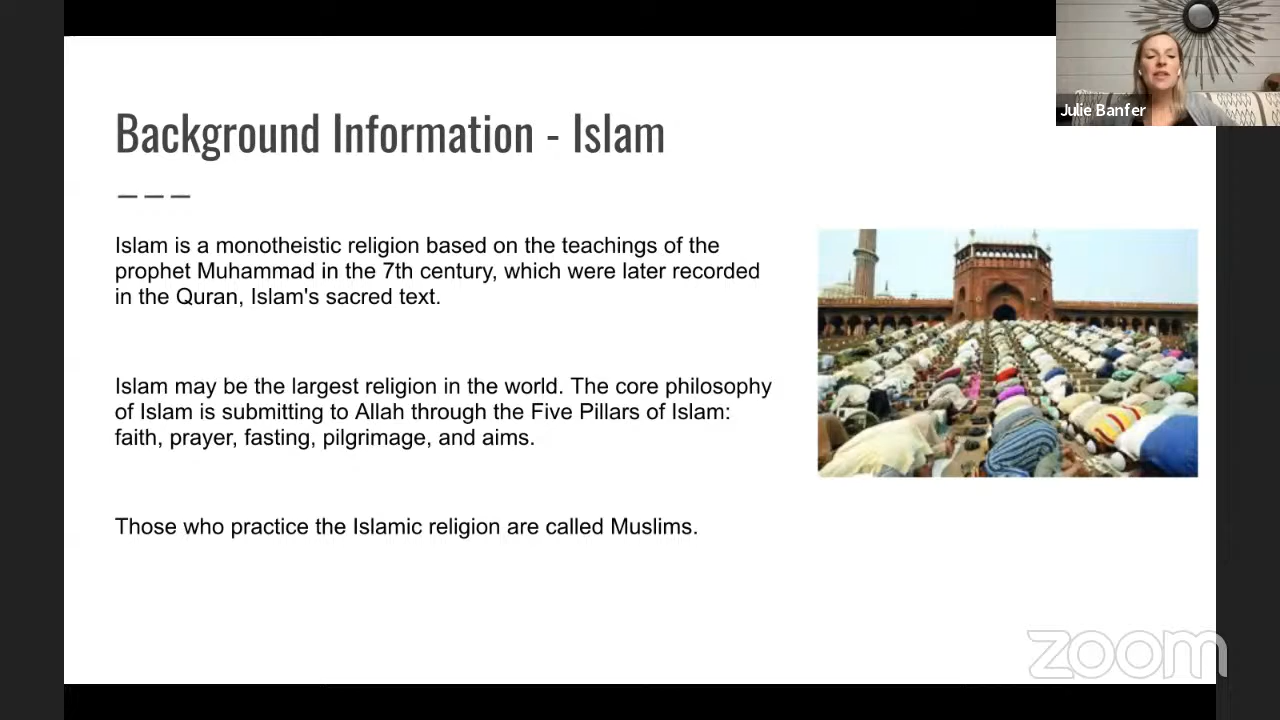 Julie Banfer
Background Information - Islam
Islam is a monotheistic religion based on the teachings of the
prophet Muhammad in the 7th century, which were later recorded
in the Quran, Islam's sacred text.
Islam may be the largest religion in the world. The core philosophy
of Islam is submitting to Allah through the Five Pillars of Islam:
faith, prayer, fasting, pilgrimage, and aims.
Those who practice the Islamic religion are called Muslims.
zoom